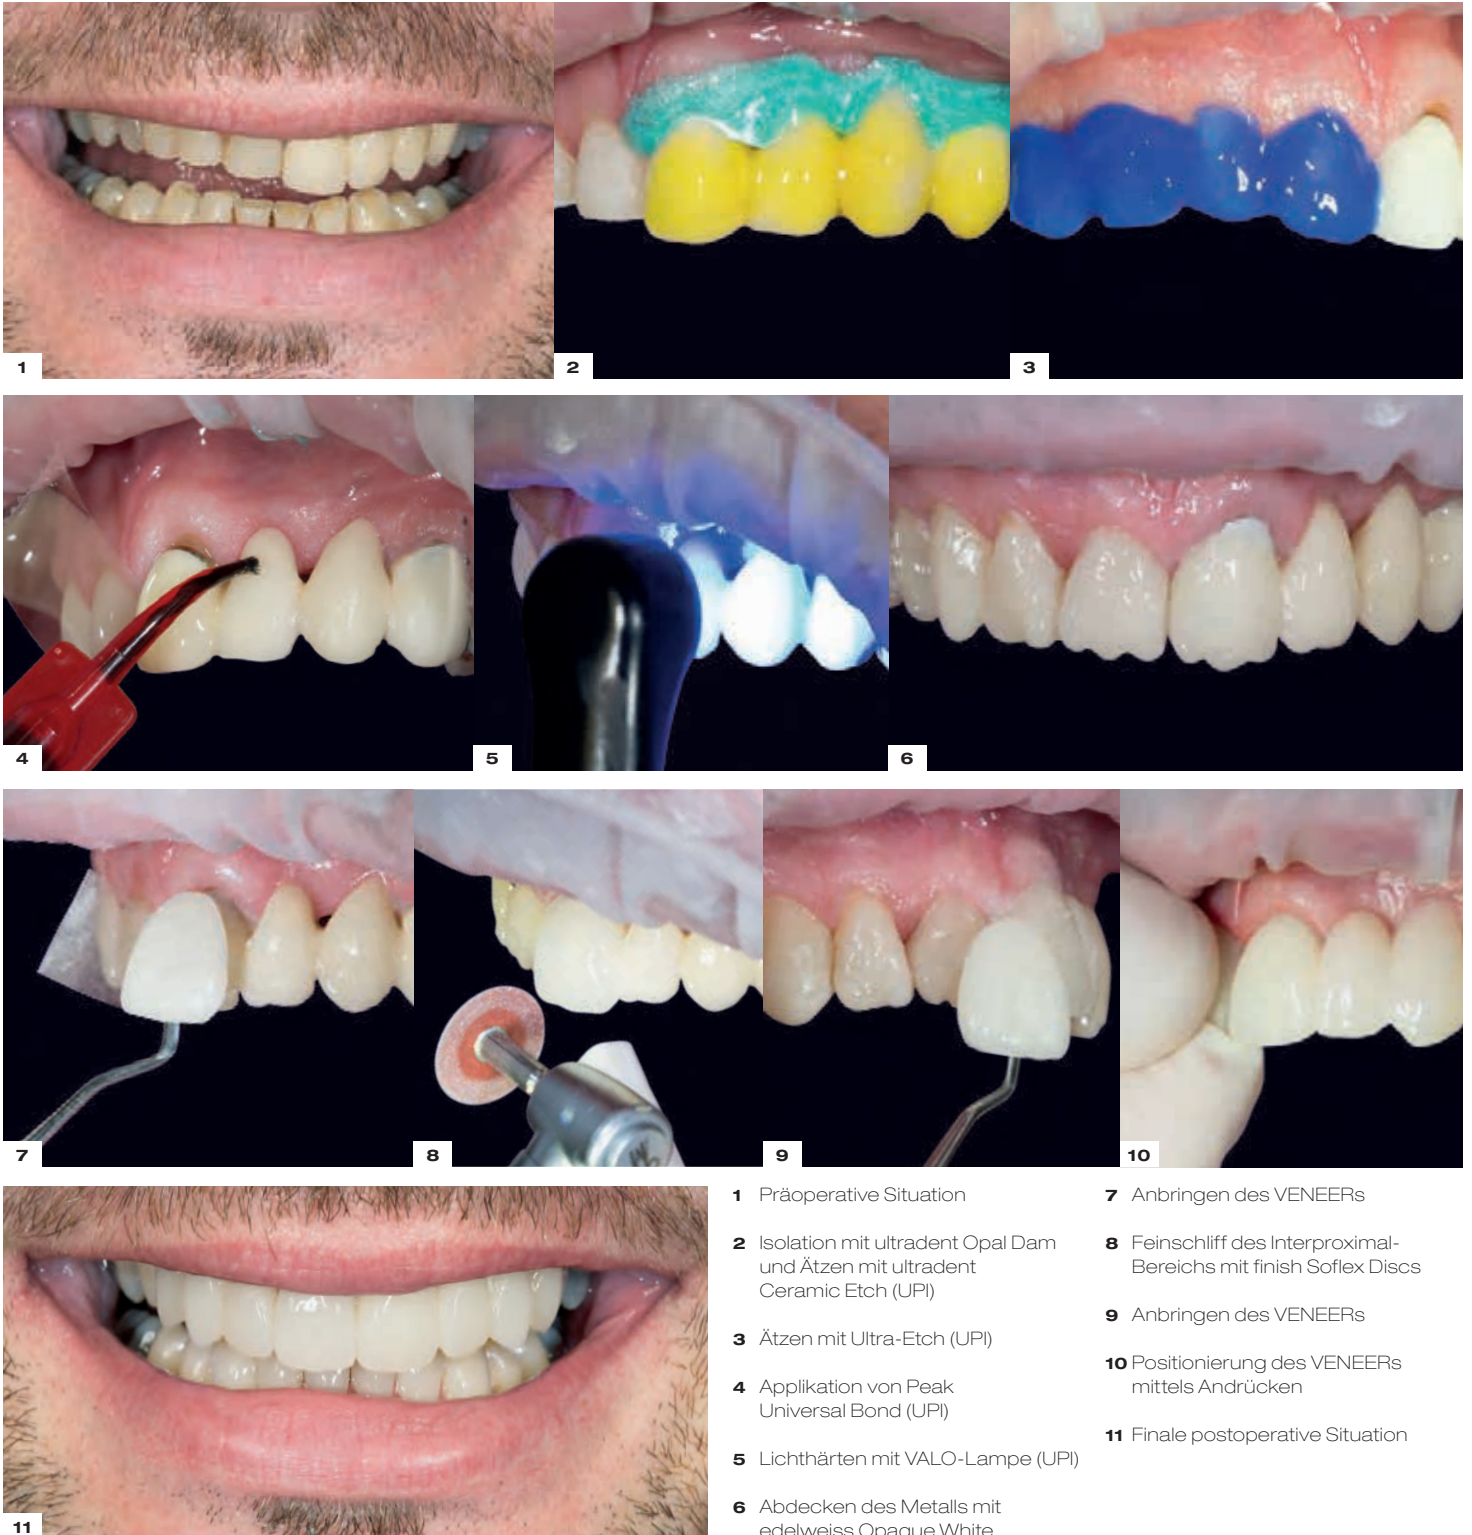 1
2
3
4
5
6
7
8
9
10
11
1 Präoperative Situation
2 Isolation mit ultradent Opal Dam
und Ätzen mit ultradent
Ceramic Etch (UPI)
3 Ätzen mit Ultra-Etch (UPI)
4 Applikation von Peak
Universal Bond (UPI)
5 Lichthärten mit VALO-Lampe (UPI)
6 Abdecken des Metalls mit
edelweiss Opaque White
7 Anbringen des VENEERs
8 Feinschliff des Interproximal-
Bereichs mit finish Soflex Discs
9 Anbringen des VENEERs
10 Positionierung des VENEERs
mittels Andrücken
11 Finale postoperative Situation